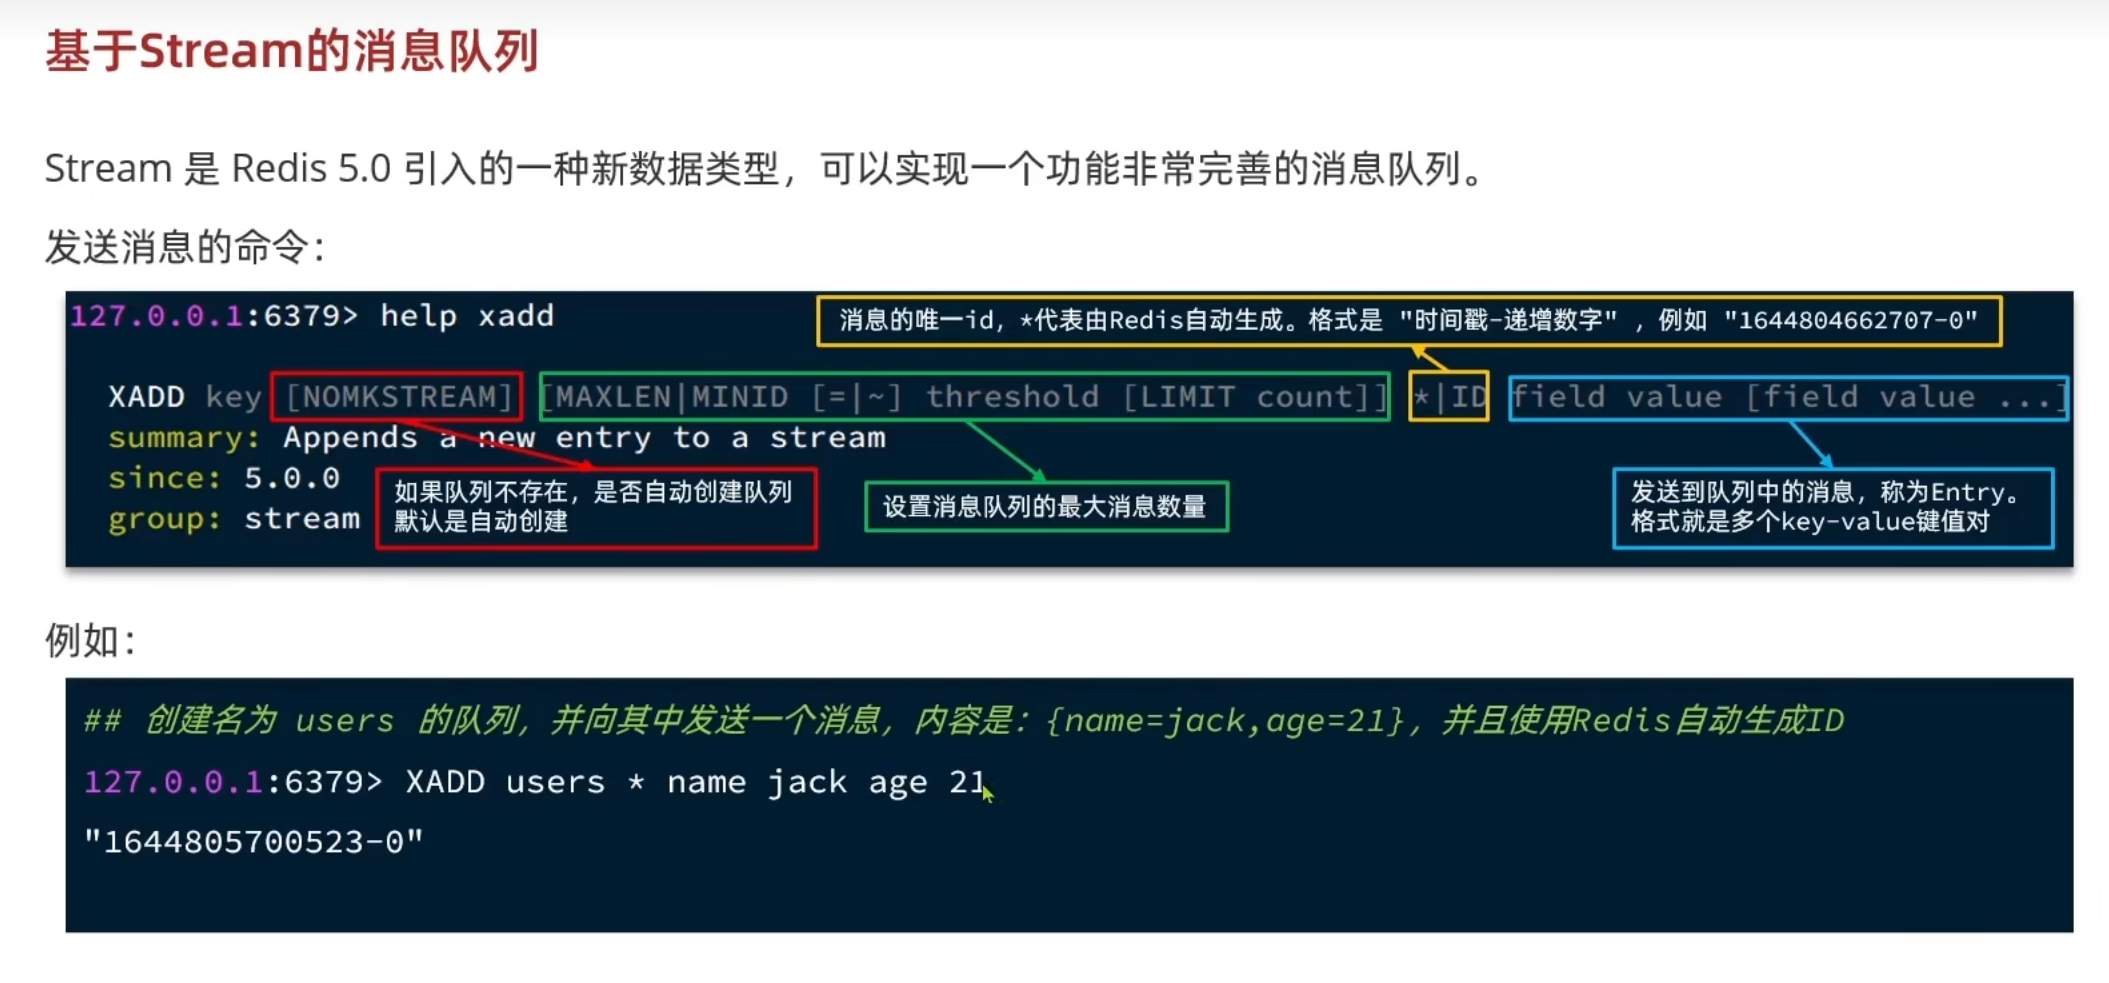 基于Stream的消息队列
Stream 是 Redis 5.0 引入的一种新数据类型，可以实现一个功能非常完善的消息队列。
发送消息的命令：
127.0.0.1:6379> help xadd
消息的唯一id，*代表由Redis自动生成。格式是 "时间戳-递增数字" ，例如 "1644804662707-0"
XADD key [NOMKSTREAM] [MAXLEN|MINID [=|~] threshold [LIMIT count]] *|ID field value [field value ...]
summary: Appends a new entry to a stream
since: 5.0.0
group: stream
如果队列不存在，是否自动创建队列
默认是自动创建
设置消息队列的最大消息数量
发送到队列中的消息，称为Entry。
格式就是多个key-value键值对
例如：
## 创建名为 users 的队列，并向其中发送一个消息，内容是：{name=jack,age=21}，并且使用Redis自动生成ID
127.0.0.1:6379> XADD users * name jack age 21
"1644805700523-0"